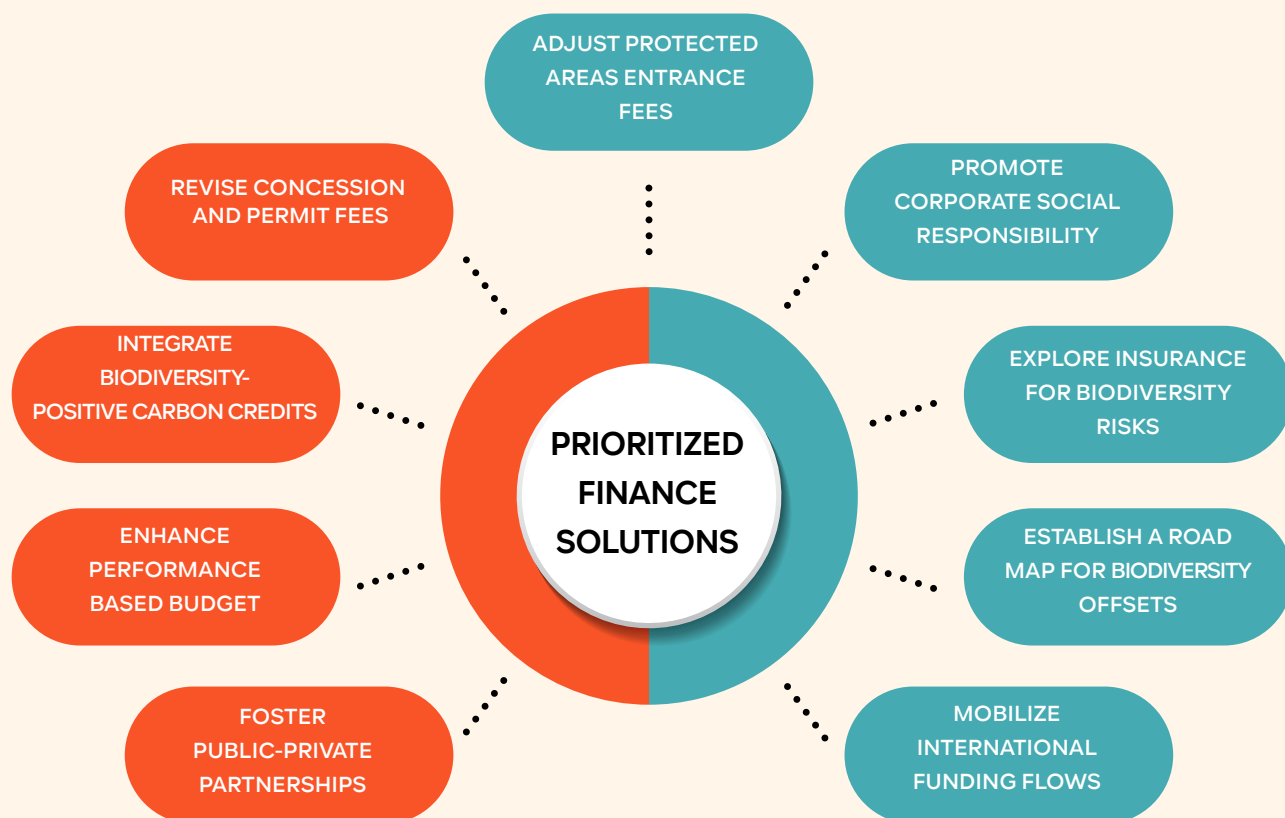 ADJUST PROTECTED
AREAS ENTRANCE
FEES
PROMOTE
CORPORATE SOCIAL
RESPONSIBILITY
EXPLORE INSURANCE
FOR BIODIVERSITY
RISKS
ESTABLISH A ROAD
MAP FOR BIODIVERSITY
OFFSETS
MOBILIZE
INTERNATIONAL
FUNDING FLOWS
FOSTER
PUBLIC-PRIVATE
PARTNERSHIPS
ENHANCE
PERFORMANCE
BASED BUDGET
INTEGRATE
BIODIVERSITY-
POSITIVE CARBON CREDITS
REVISE CONCESSION
AND PERMIT FEES
PRIORITIZED
FINANCE
SOLUTIONS